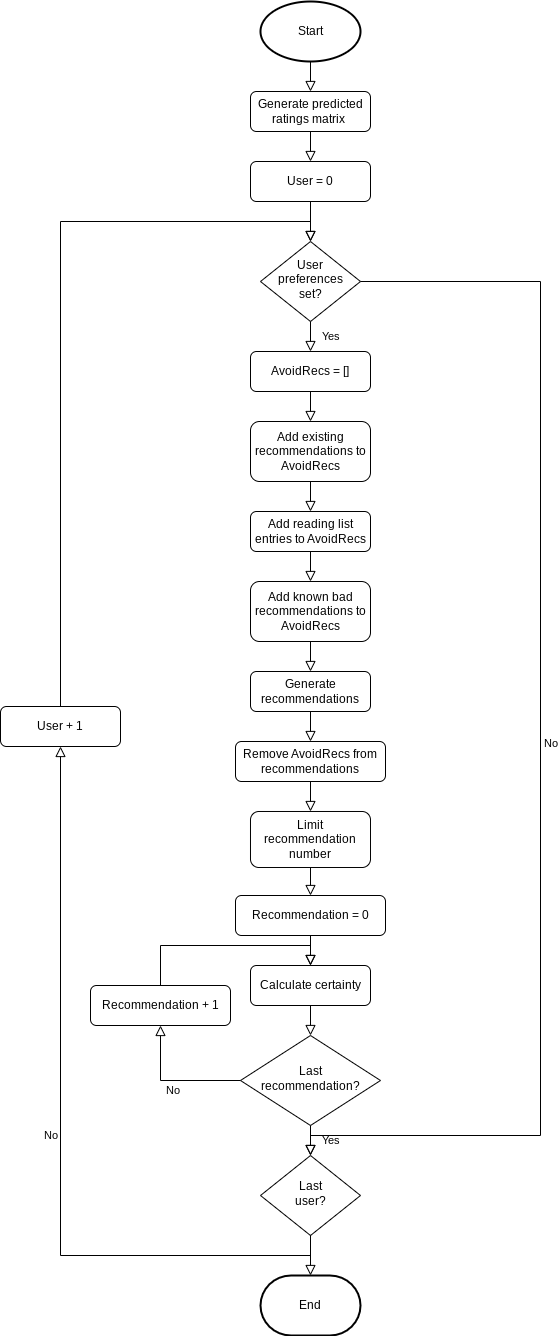 Start
Generate predicted
ratings matrix
User = 0
User
preferences
set?
Yes
AvoidRecs = []
Add existing
recommendations to
AvoidRecs
Add reading list
entries to AvoidRecs
Add known bad
recommendations to
AvoidRecs
Generate
recommendations
User + 1
No
Remove AvoidRecs from
recommendations
Limit
recommendation
number
Recommendation = 0
Calculate certainty
Recommendation + 1
Last
recommendation?
No
No
Yes
Last
user?
End